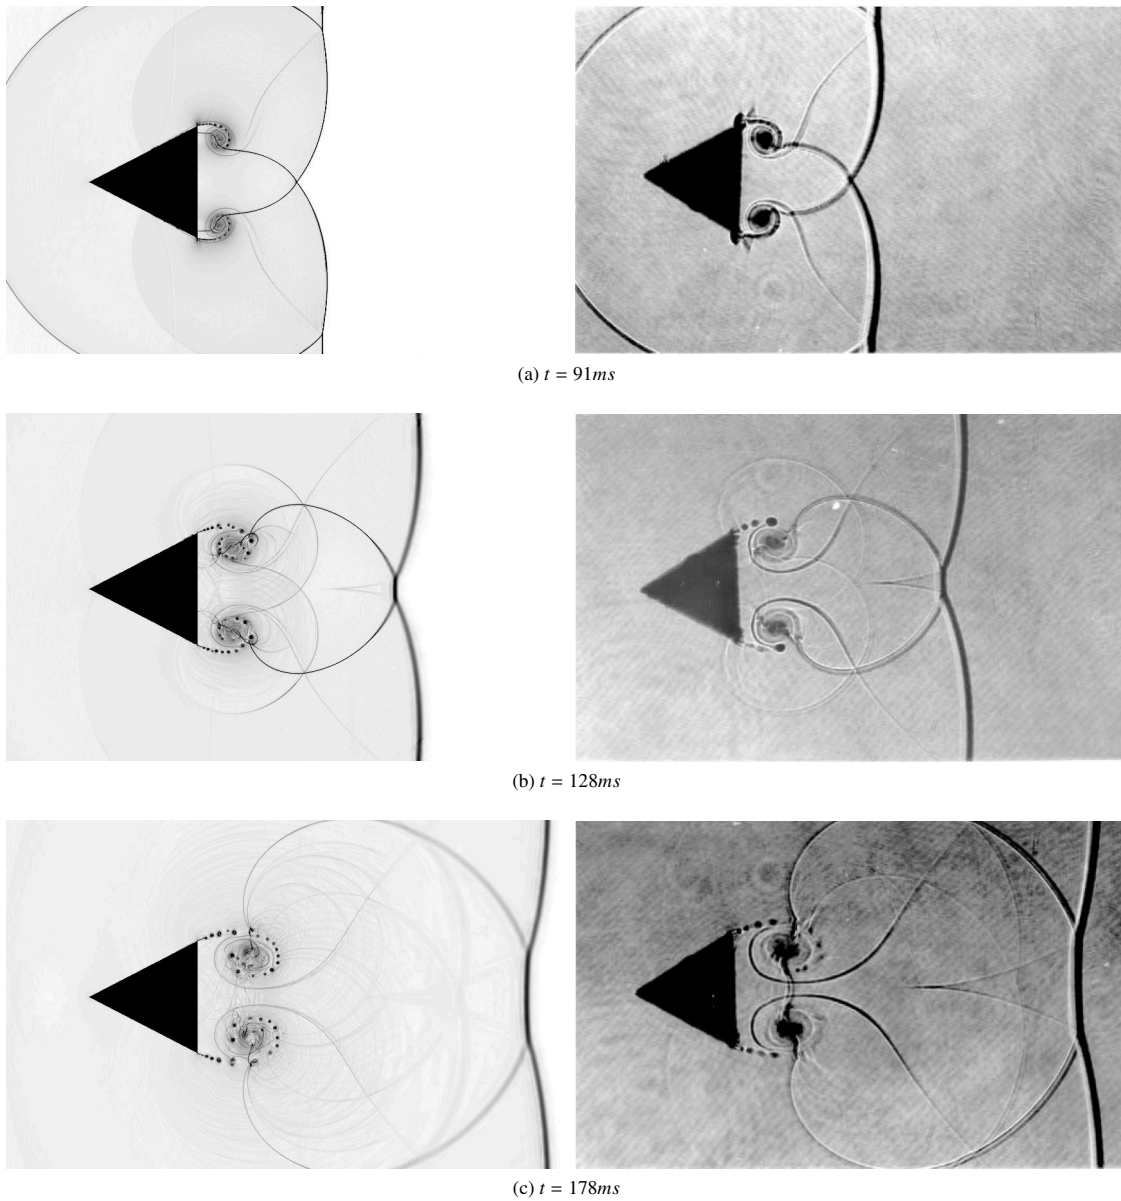 (a) t = 91ms
(b) t = 128ms
(c) t = 178ms